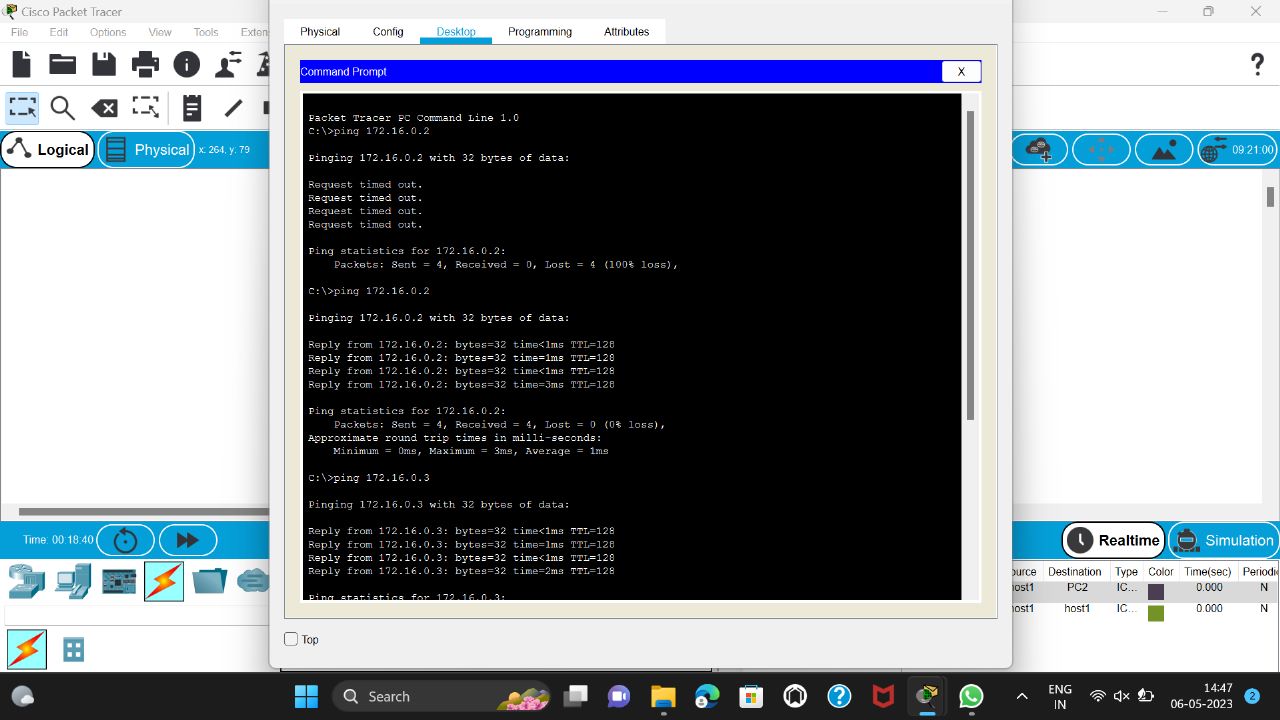 Cisco Packet Tracer
File Edit Options View Tools Exten
Physical Config Desktop Programming Attributes
Command Prompt
X
?
Packet Tracer PC Command Line 1.0
C:\>ping 172.16.0.2
Pinging 172.16.0.2 with 32 bytes of data:
Request timed out.
Request timed out.
Request timed out.
Request timed out.
Ping statistics for 172.16.0.2:
Packets: Sent = 4, Received = 0, Lost = 4 (100% loss),
C:\>ping 172.16.0.2
Pinging 172.16.0.2 with 32 bytes of data:
Reply from 172.16.0.2: bytes=32 time<1ms TTL=128
Reply from 172.16.0.2: bytes=32 time=1ms TTL=128
Reply from 172.16.0.2: bytes=32 time<1ms TTL=128
Reply from 172.16.0.2: bytes=32 time=3ms TTL=128
Ping statistics for 172.16.0.2:
Packets: Sent = 4, Received = 4, Lost = 0 (0% loss),
Approximate round trip times in milli-seconds:
Minimum = 0ms, Maximum = 3ms, Average = 1ms
C:\>ping 172.16.0.3
Pinging 172.16.0.3 with 32 bytes of data:
Reply from 172.16.0.3: bytes=32 time<1ms TTL=128
Reply from 172.16.0.3: bytes=32 time=1ms TTL=128
Reply from 172.16.0.3: bytes=32 time<1ms TTL=128
Reply from 172.16.0.3: bytes=32 time=2ms TTL=128
Ping statistics for 172.16.0.3:
Logical Physical x: 264, y: 79
09:21:00
Time: 00:18:40
Realtime Simulation
ource Destination Type Color Time(sec) Periodi
host1 PC2 IC... 0.000 N
host1 host1 IC... 0.000 N
Top
Search
ENG
IN
14:47
06-05-2023
2